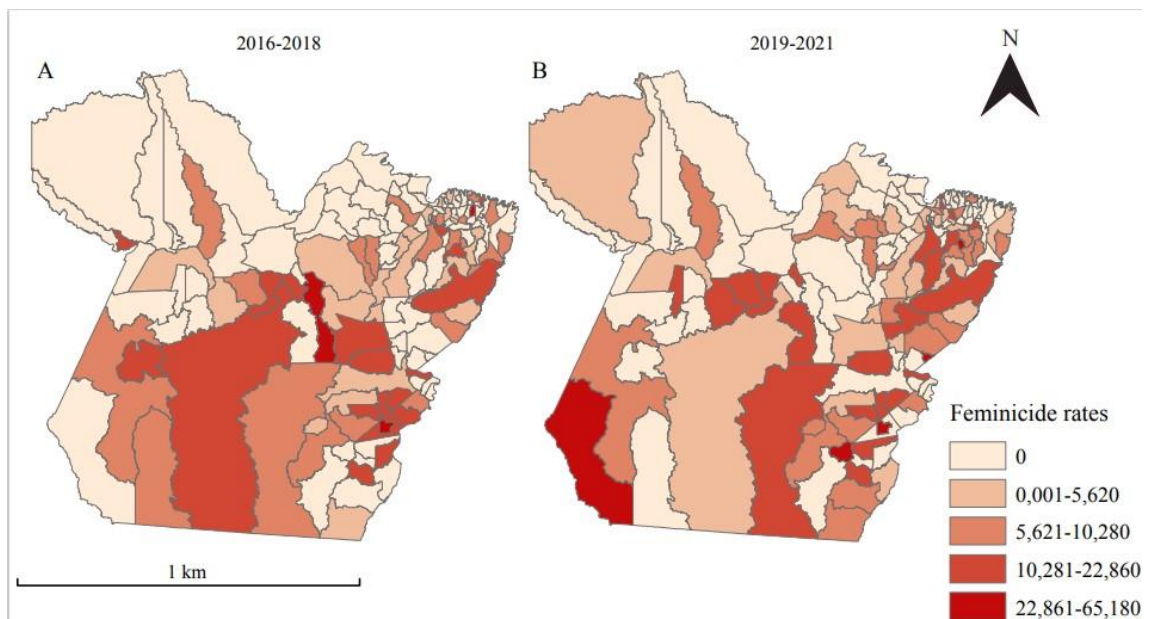 2016-2018
2019-2021
N
A
B
Feminicide rates
0
0,001-5,620
5,621-10,280
10,281-22,860
22,861-65,180
1 km